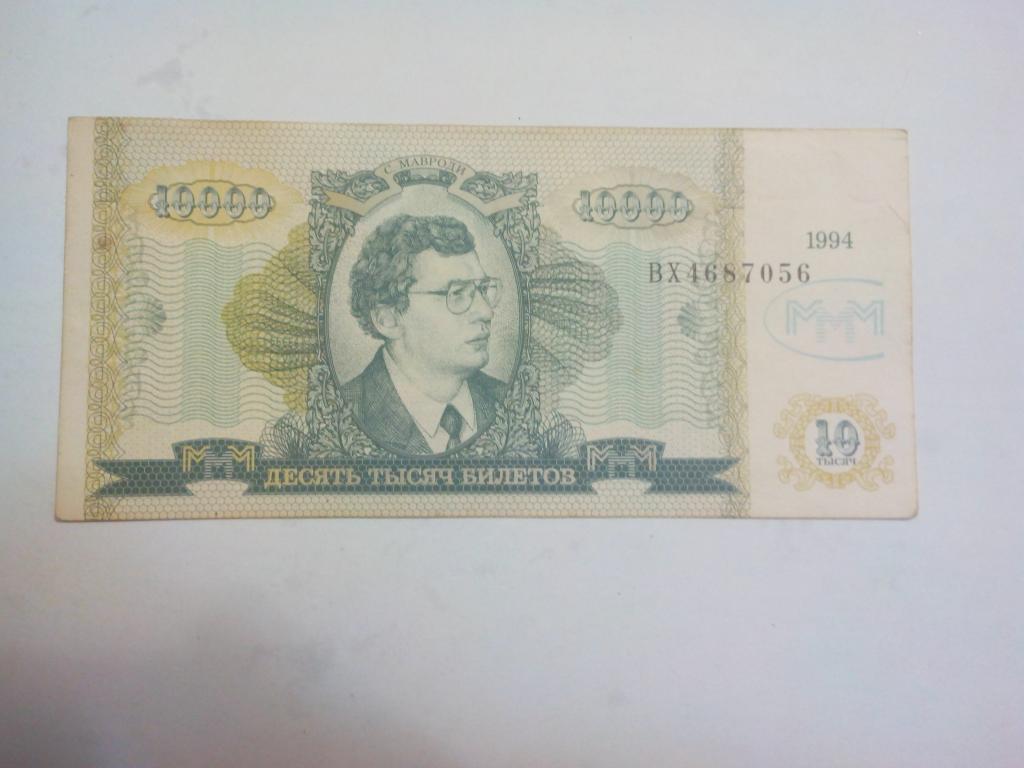 С МАВРОДИ
10000
10000
1994
ВХ4687056
МММ
10
ТЫСЯЧ
МММ
МММ
ДЕСЯТЬ ТЫСЯЧ БИЛЕТОВ